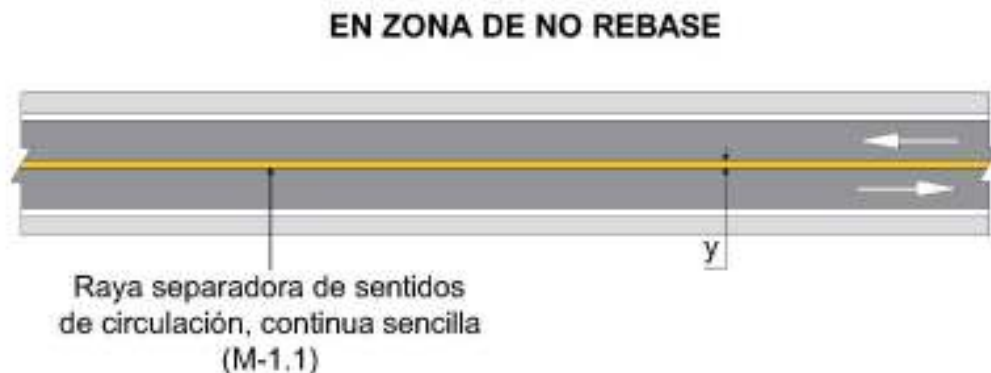 EN ZONA DE NO REBASE
y
Raya separadora de sentidos
de circulación, continua sencilla
(M-1.1)